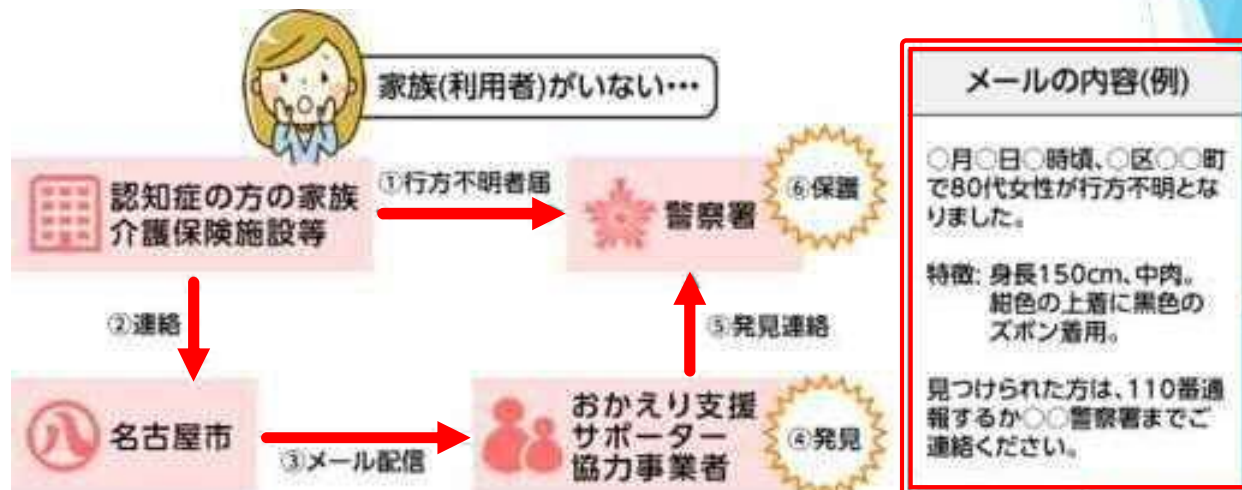 家族(利用者)がいない…
認知症の方の家族
介護保険施設等
①行方不明者届
警察署
⑥保護
②連絡
⑤発見連絡
名古屋市
③メール配信
おかえり支援
サポーター
協力事業者
④発見
メールの内容(例)
○月○日○時頃、○区○○町
で80代女性が行方不明とな
りました。
特徴: 身長150cm、中肉。
紺色の上着に黒色の
ズボン着用。
見つけられた方は、110番通
報するか○○警察署までご
連絡ください。